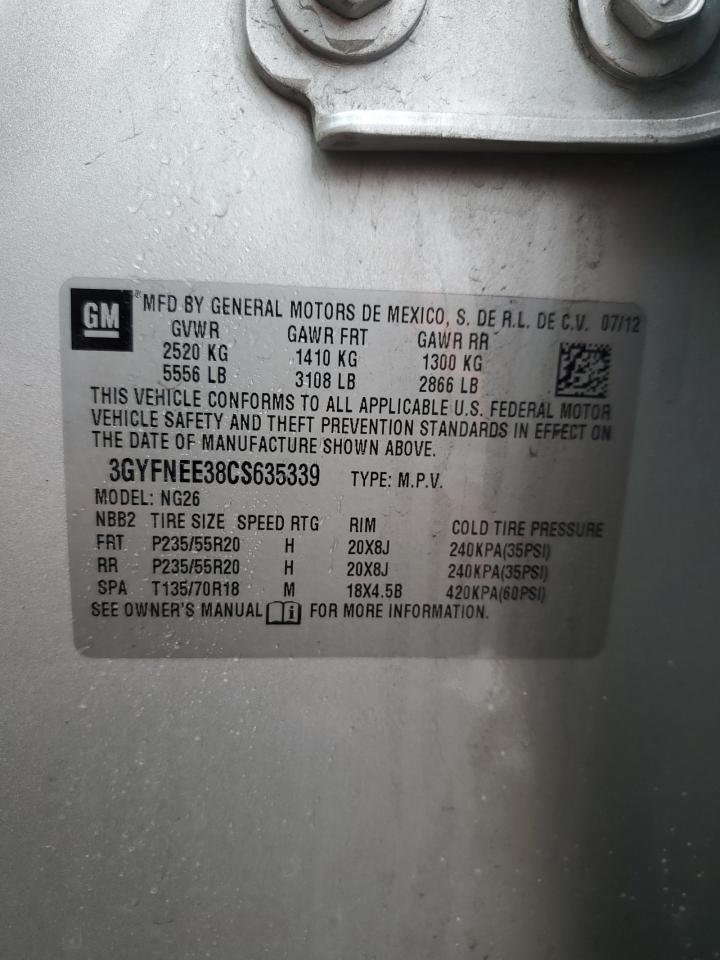 GM ® MFD BY GENERAL MOTORS DE MEXICO, S. DE R.L. DE C.V. 07/12
GVWR GAWR FRT GAWR RR
2520 KG 1410 KG 1300 KG
5556 LB 3108 LB 2866 LB
THIS VEHICLE CONFORMS TO ALL APPLICABLE U.S. FEDERAL MOTOR
VEHICLE SAFETY AND THEFT PREVENTION STANDARDS IN EFFECT ON
THE DATE OF MANUFACTURE SHOWN ABOVE.
3GYFNEE38CS635339 TYPE: M.P.V.
MODEL: NG26
NBB2 TIRE SIZE SPEED RTG RIM COLD TIRE PRESSURE
FRT P235/55R20 H 20X8J 240KPA(35PSI)
RR P235/55R20 H 20X8J 240KPA(35PSI)
SPA T135/70R18 M 18X4.5B 420KPA(60PSI)
SEE OWNER'S MANUAL i FOR MORE INFORMATION.